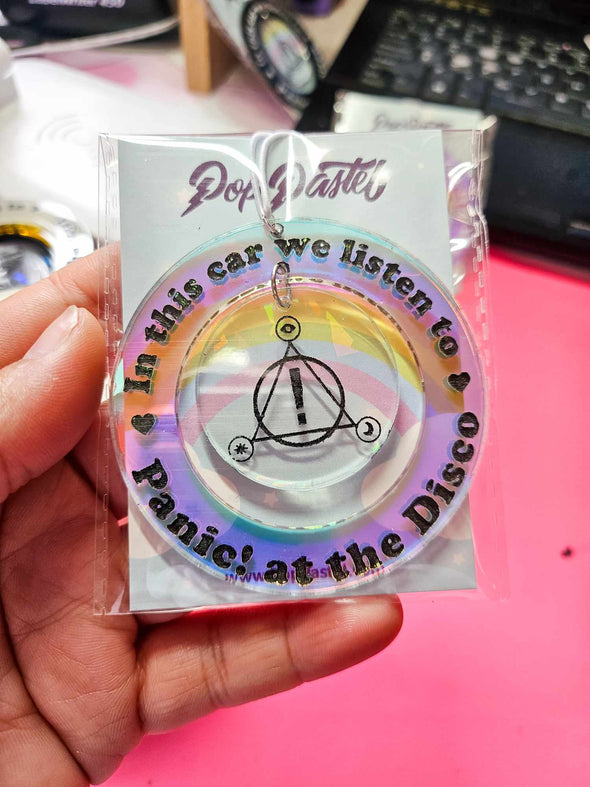 Pop Pastel
In this car we listen to
!
Panic! at the Disco